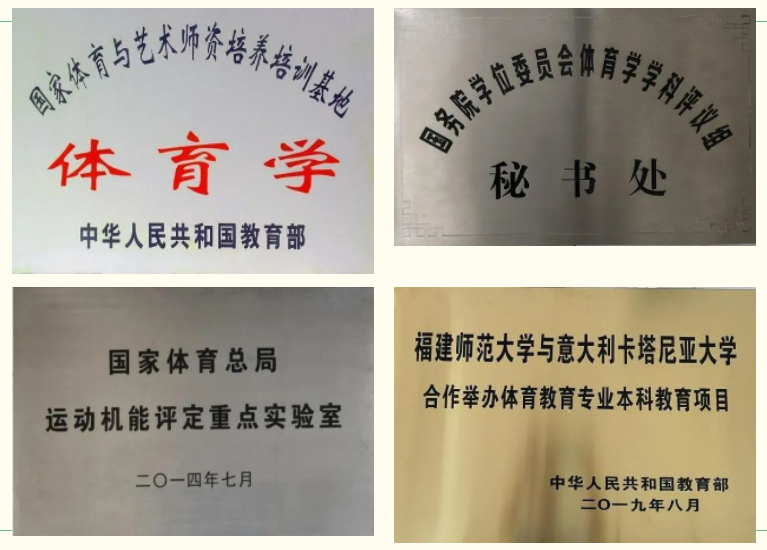 国家体育与艺术师资培养培训基地
体育学
中华人民共和国教育部
国务院学位委员会体育学学科评议组
秘书处
国家体育总局
运动机能评定重点实验室
二〇一四年七月
福建师范大学与意大利卡塔尼亚大学
合作举办体育教育专业本科教育项目
中华人民共和国教育部
二〇一九年八月